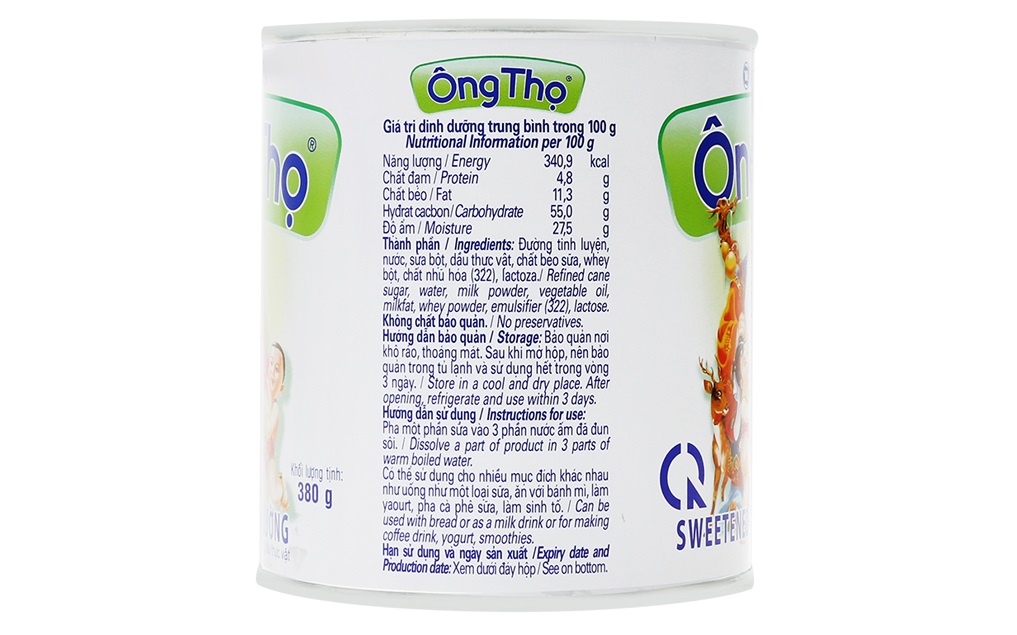 ÔngThọ®
Giá trị dinh dưỡng trung bình trong 100 g
Nutritional Information per 100 g
Năng lượng / Energy 340,9 kcal
Chất đạm / Protein 4,8 g
Chất béo / Fat 11,3 g
Hyđrat cacbon/Carbohydrate 55,0 g
Độ ẩm / Moisture 27,5 g
Thành phần / Ingredients: Đường tinh luyện,
nước, sữa bột, dầu thực vật, chất béo sữa, whey
bột, chất nhũ hóa (322), lactoza./ Refined cane
sugar, water, milk powder, vegetable oil,
milkfat, whey powder, emulsifier (322), lactose.
Không chất bảo quản. / No preservatives.
Hướng dẫn bảo quản / Storage: Bảo quản nơi
khô ráo, thoáng mát. Sau khi mở hộp, nên bảo
quản trong tủ lạnh và sử dụng hết trong vòng
3 ngày. / Store in a cool and dry place. After
opening, refrigerate and use within 3 days.
Hướng dẫn sử dụng / Instructions for use:
Pha một phần sữa vào 3 phần nước ấm đã đun
sôi. / Dissolve a part of product in 3 parts of
warm boiled water.
Có thể sử dụng cho nhiều mục đích khác nhau
như uống như một loại sữa, ăn với bánh mì, làm
yaourt, pha cà phê sữa, làm sinh tố. / Can be
used with bread or as a milk drink or for making
coffee drink, yogurt, smoothies.
Hạn sử dụng và ngày sản xuất /Expiry date and
Production date: Xem dưới đáy hộp / See on bottom.
họ®
Khối lượng tịnh:
380 g
ÔNG
thực vật
Ôn
SWEETENE